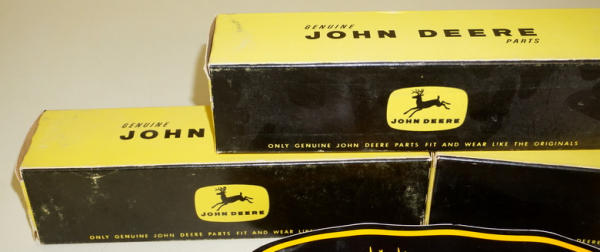 GENUINE
JOHN DEERE
PARTS
JOHN DEERE
ONLY GENUINE JOHN DEERE PARTS FIT AND WEAR LIKE THE ORIGINALS
GENUINE
JOHN
JOHN DEERE
ONLY GENUINE JOHN DEERE PARTS FIT AND WEAR